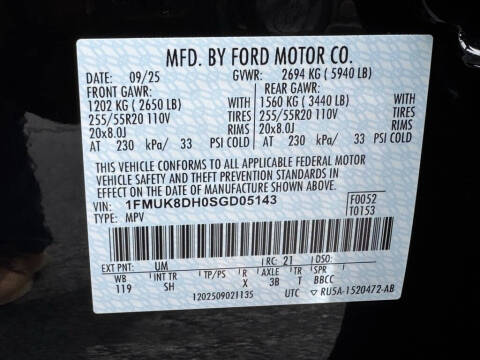 MFD. BY FORD MOTOR CO.
DATE: 09/25 GVWR: 2694 KG (5940 LB)
FRONT GAWR: REAR GAWR:
1202 KG (2650 LB) WITH 1560 KG (3440 LB) WITH
255/55R20 110V TIRES 255/55R20 110V TIRES
20x8.0J RIMS 20x8.0J RIMS
AT 230 kPa/ 33 PSI COLD AT 230 kPa/ 33 PSI COLD
THIS VEHICLE CONFORMS TO ALL APPLICABLE FEDERAL MOTOR
VEHICLE SAFETY AND THEFT PREVENTION STANDARDS IN
EFFECT ON THE DATE OF MANUFACTURE SHOWN ABOVE.
VIN: 1FMUK8DH0SGD05143 F0052
TYPE: MPV T0153
EXT PNT: UM RC: 21 DSO:
WB INT TR TP/PS R AXLE TR SPR
119 SH X 3B T BBCC
1202509021135 UTC ▽ RU5A-1520472-AB